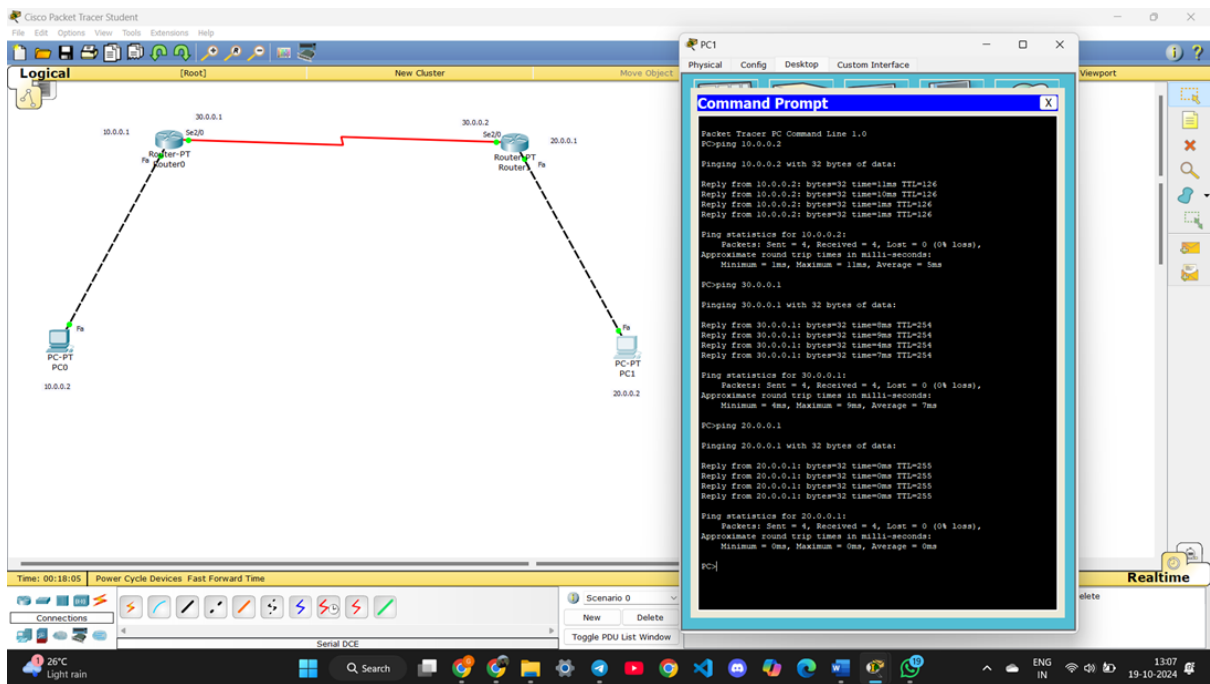 Cisco Packet Tracer Student
File Edit Options View Tools Extensions Help
Logical
[Root]
New Cluster
Move Object
Viewport
10.0.0.1
30.0.0.1
Se2/0
Router-PT
Router0
Fa
30.0.0.2
Se2/0
20.0.0.1
Router-PT
Router
Fa
Fa
PC-PT
PC0
10.0.0.2
Fa
PC-PT
PC1
20.0.0.2
PC1
Physical Config Desktop Custom Interface
Command Prompt
X
Packet Tracer PC Command Line 1.0
PC>ping 10.0.0.2
Pinging 10.0.0.2 with 32 bytes of data:
Reply from 10.0.0.2: bytes=32 time=11ms TTL=126
Reply from 10.0.0.2: bytes=32 time=10ms TTL=126
Reply from 10.0.0.2: bytes=32 time=1ms TTL=126
Reply from 10.0.0.2: bytes=32 time=1ms TTL=126
Ping statistics for 10.0.0.2:
Packets: Sent = 4, Received = 4, Lost = 0 (0% loss),
Approximate round trip times in milli-seconds:
Minimum = 1ms, Maximum = 11ms, Average = 5ms
PC>ping 30.0.0.1
Pinging 30.0.0.1 with 32 bytes of data:
Reply from 30.0.0.1: bytes=32 time=8ms TTL=254
Reply from 30.0.0.1: bytes=32 time=9ms TTL=254
Reply from 30.0.0.1: bytes=32 time=4ms TTL=254
Reply from 30.0.0.1: bytes=32 time=7ms TTL=254
Ping statistics for 30.0.0.1:
Packets: Sent = 4, Received = 4, Lost = 0 (0% loss),
Approximate round trip times in milli-seconds:
Minimum = 4ms, Maximum = 9ms, Average = 7ms
PC>ping 20.0.0.1
Pinging 20.0.0.1 with 32 bytes of data:
Reply from 20.0.0.1: bytes=32 time=0ms TTL=255
Reply from 20.0.0.1: bytes=32 time=0ms TTL=255
Reply from 20.0.0.1: bytes=32 time=0ms TTL=255
Reply from 20.0.0.1: bytes=32 time=0ms TTL=255
Ping statistics for 20.0.0.1:
Packets: Sent = 4, Received = 4, Lost = 0 (0% loss),
Approximate round trip times in milli-seconds:
Minimum = 0ms, Maximum = 0ms, Average = 0ms
PC>
Time: 00:18:05 Power Cycle Devices Fast Forward Time
Realtime
Connections
Serial DCE
Scenario 0
New Delete
Toggle PDU List Window
elete
1
26°C
Light rain
Search
19
ENG
IN
13:07
19-10-2024